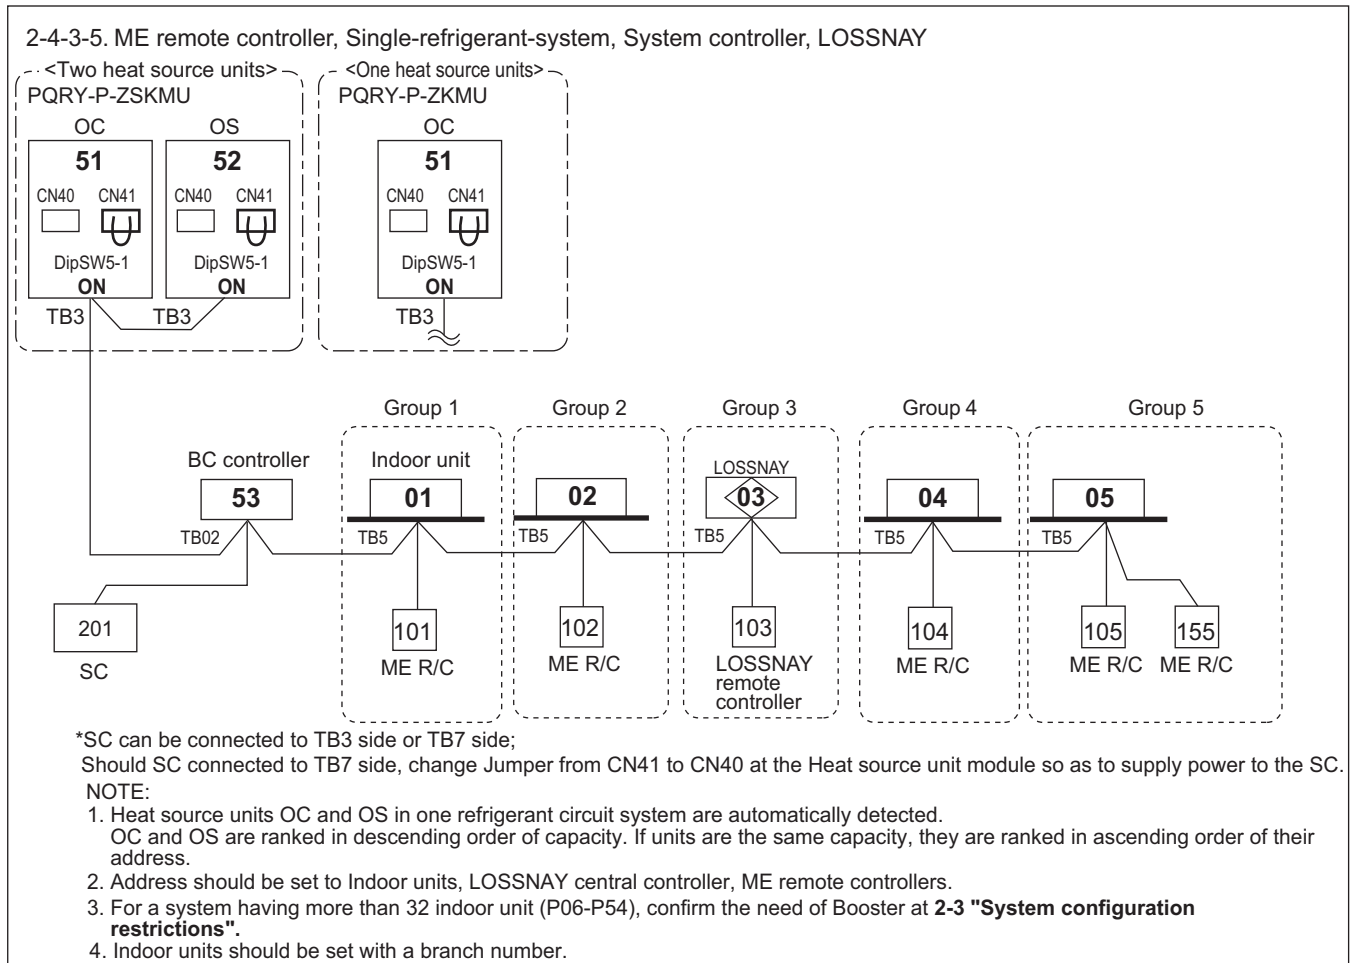 2-4-3-5. ME remote controller, Single-refrigerant-system, System controller, LOSSNAY
<Two heat source units>
PQRY-P-ZSKMU
OC OS
51 52
CN40 CN41 CN40 CN41
DipSW5-1 DipSW5-1
ON ON
TB3 TB3
<One heat source units>
PQRY-P-ZKMU
OC
51
CN40 CN41
DipSW5-1
ON
TB3
Group 1 Group 2 Group 3 Group 4 Group 5
BC controller Indoor unit LOSSNAY
53 01 02 03 04 05
TB02 TB5 TB5 TB5 TB5 TB5
201 101 102 103 104 105 155
SC ME R/C ME R/C LOSSNAY remote controller ME R/C ME R/C ME R/C
*SC can be connected to TB3 side or TB7 side;
Should SC connected to TB7 side, change Jumper from CN41 to CN40 at the Heat source unit module so as to supply power to the SC.
NOTE:
1. Heat source units OC and OS in one refrigerant circuit system are automatically detected.
OC and OS are ranked in descending order of capacity. If units are the same capacity, they are ranked in ascending order of their
address.
2. Address should be set to Indoor units, LOSSNAY central controller, ME remote controllers.
3. For a system having more than 32 indoor unit (P06-P54), confirm the need of Booster at 2-3 "System configuration
restrictions".
4. Indoor units should be set with a branch number.